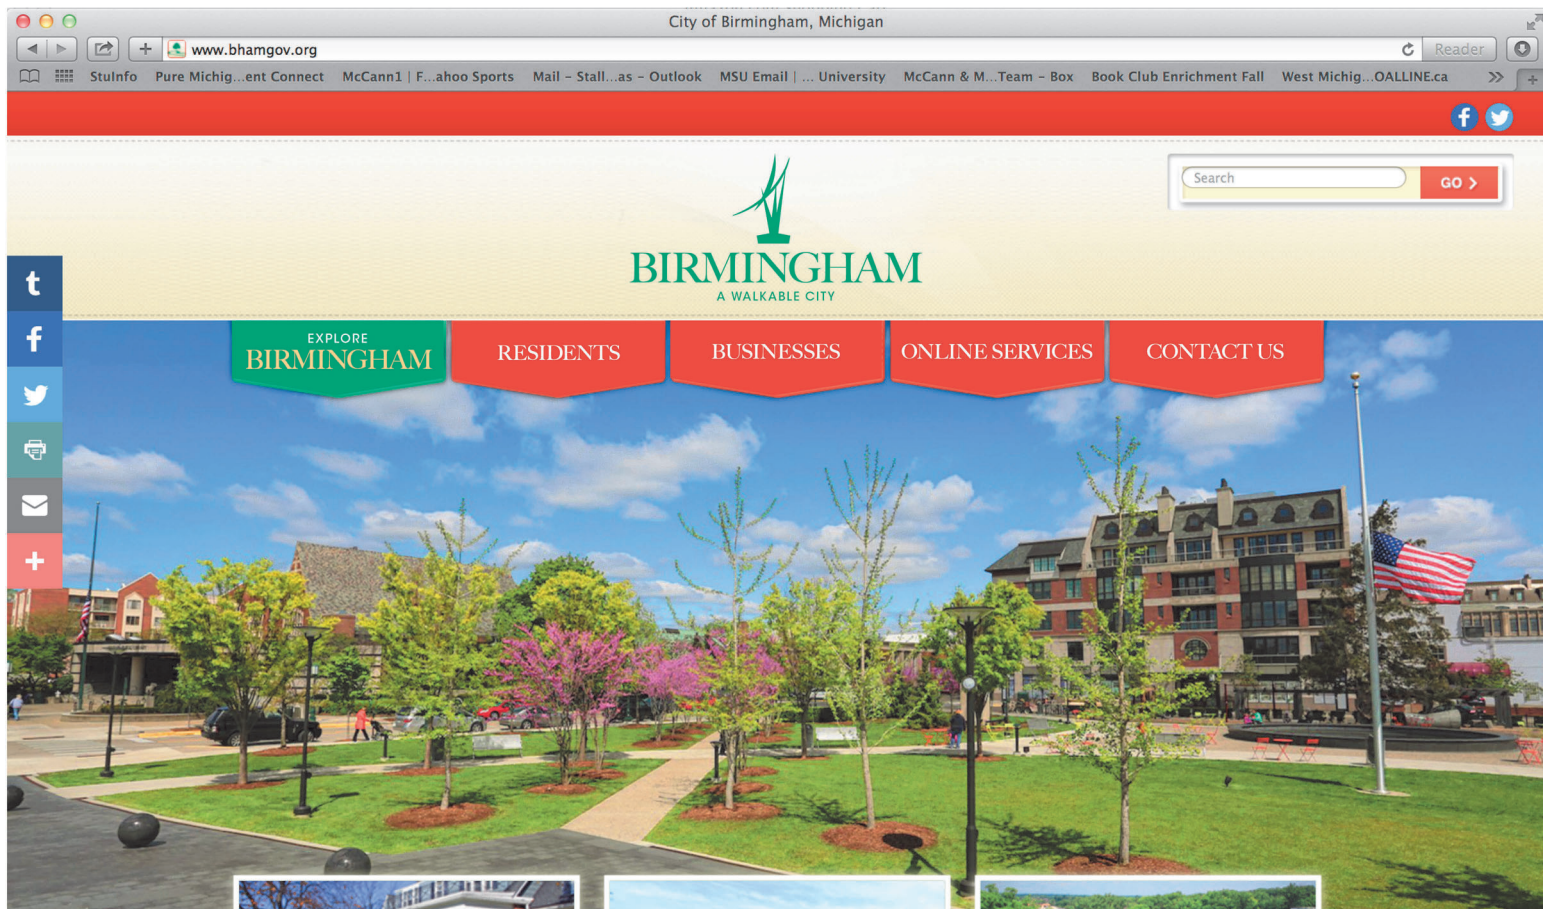 City of Birmingham, Michigan
www.bhamgov.org
Reader
StuInfo Pure Michig...ent Connect McCann1 | F...ahoo Sports Mail – Stall...as – Outlook MSU Email | ... University McCann & M...Team – Box Book Club Enrichment Fall West Michig...OALLINE.ca
Search
GO >
BIRMINGHAM
A WALKABLE CITY
EXPLORE
BIRMINGHAM
RESIDENTS
BUSINESSES
ONLINE SERVICES
CONTACT US